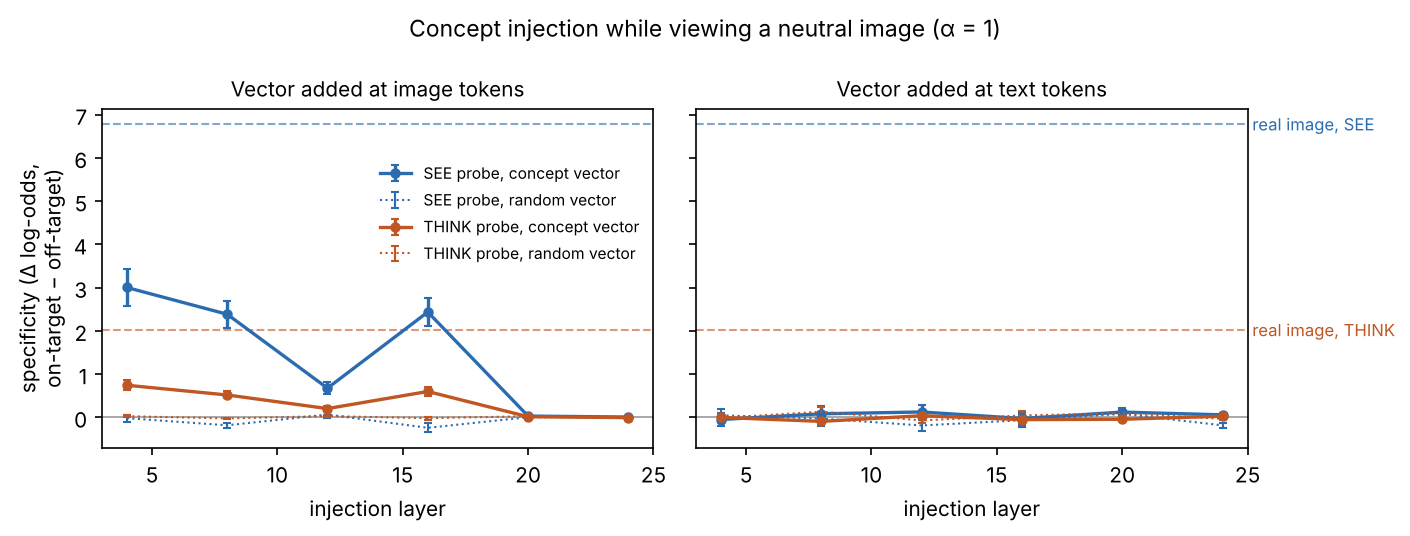 Concept injection while viewing a neutral image (α = 1)
Vector added at image tokens
Vector added at text tokens
specificity (Δ log-odds,
on-target − off-target)
7
6
5
4
3
2
1
0
SEE probe, concept vector
SEE probe, random vector
THINK probe, concept vector
THINK probe, random vector
real image, SEE
real image, THINK
5 10 15 20 25
5 10 15 20 25
injection layer
injection layer